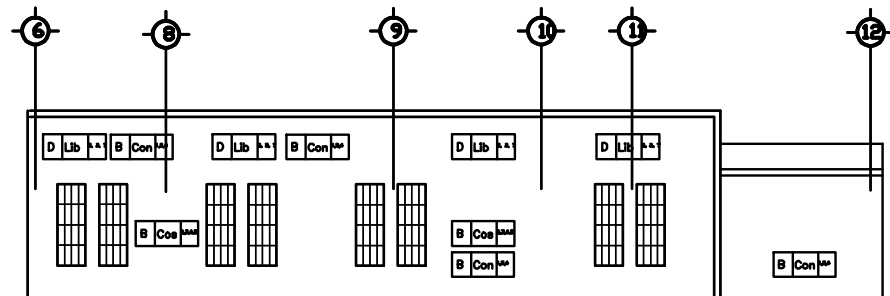 6 8 9 10 11 12
D Lib B Con D Lib B Con D Lib D Lib
B Cos B Cos
B Con B Con